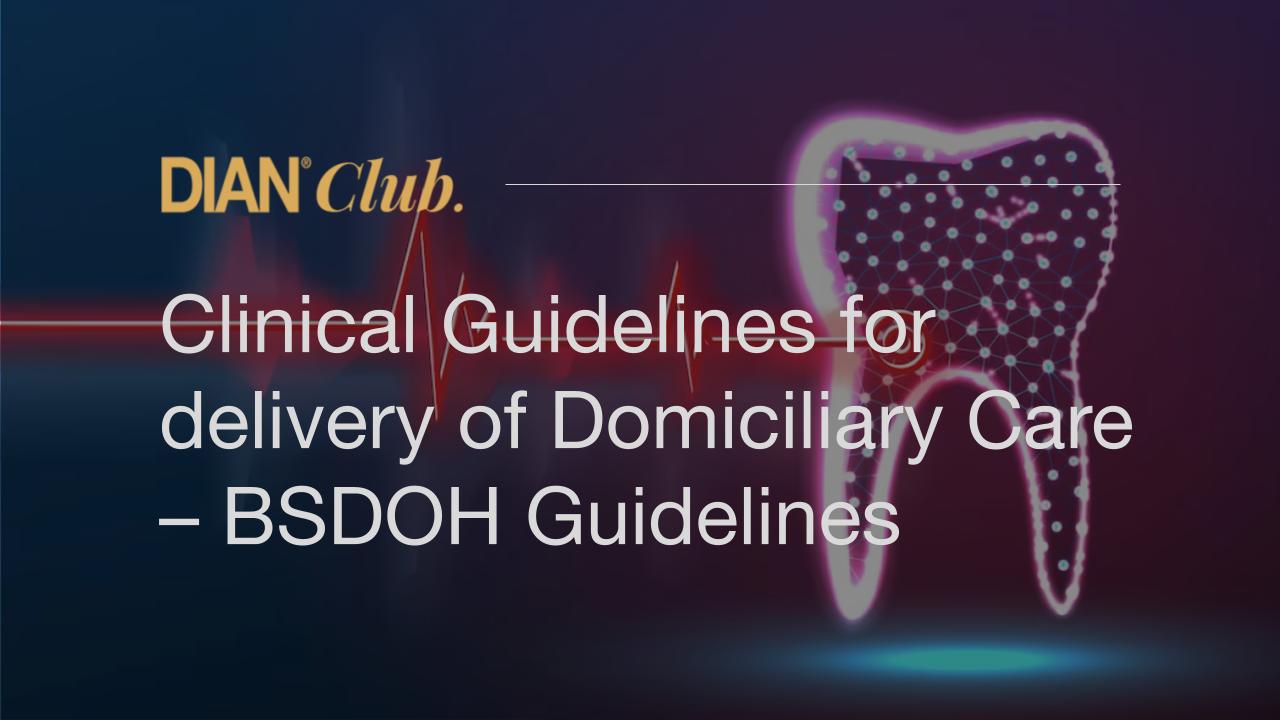 DIAN® Club.
Clinical Guidelines for
delivery of Domiciliary Care
– BSDOH Guidelines